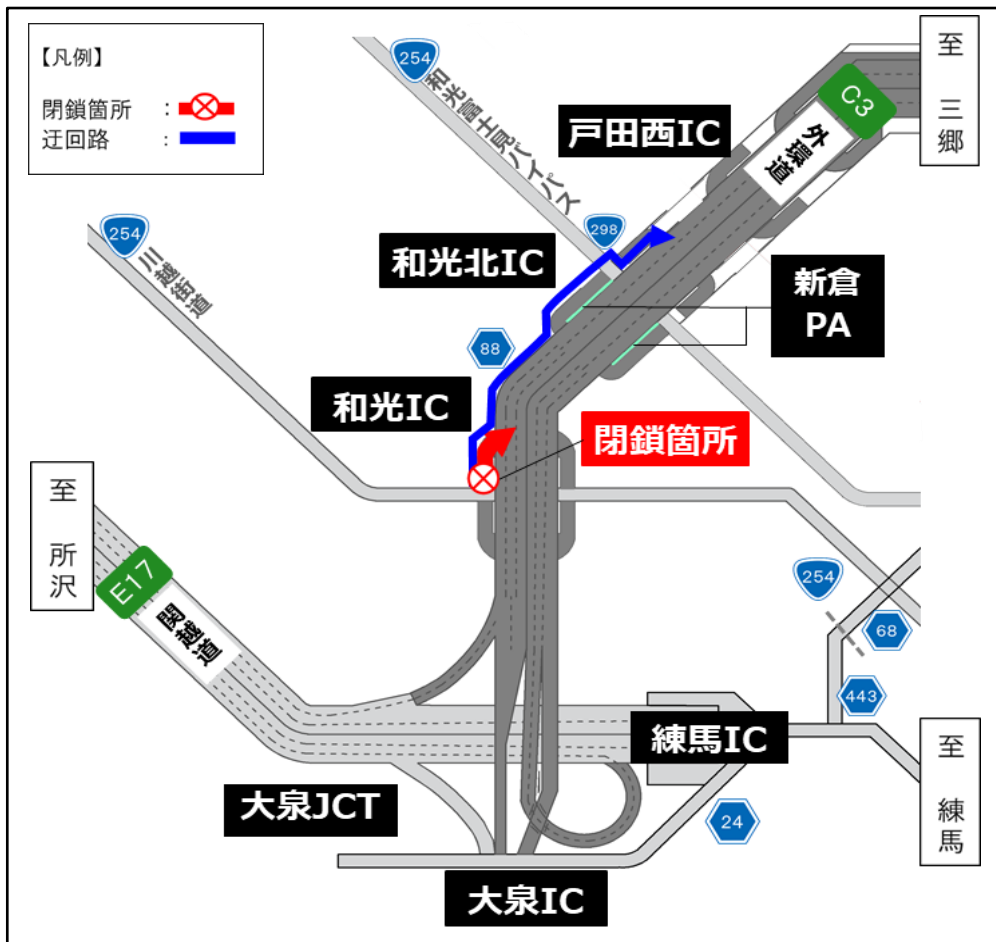 【凡例】
閉鎖箇所 :
迂回路 :
254
和光富士見バイパス
C3
外環道
至 三郷
戸田西IC
254
川越街道
298
和光北IC
新倉
PA
88
和光IC
閉鎖箇所
至 所沢
E17
関越道
254
68
443
練馬IC
至 練馬
大泉JCT
24
大泉IC